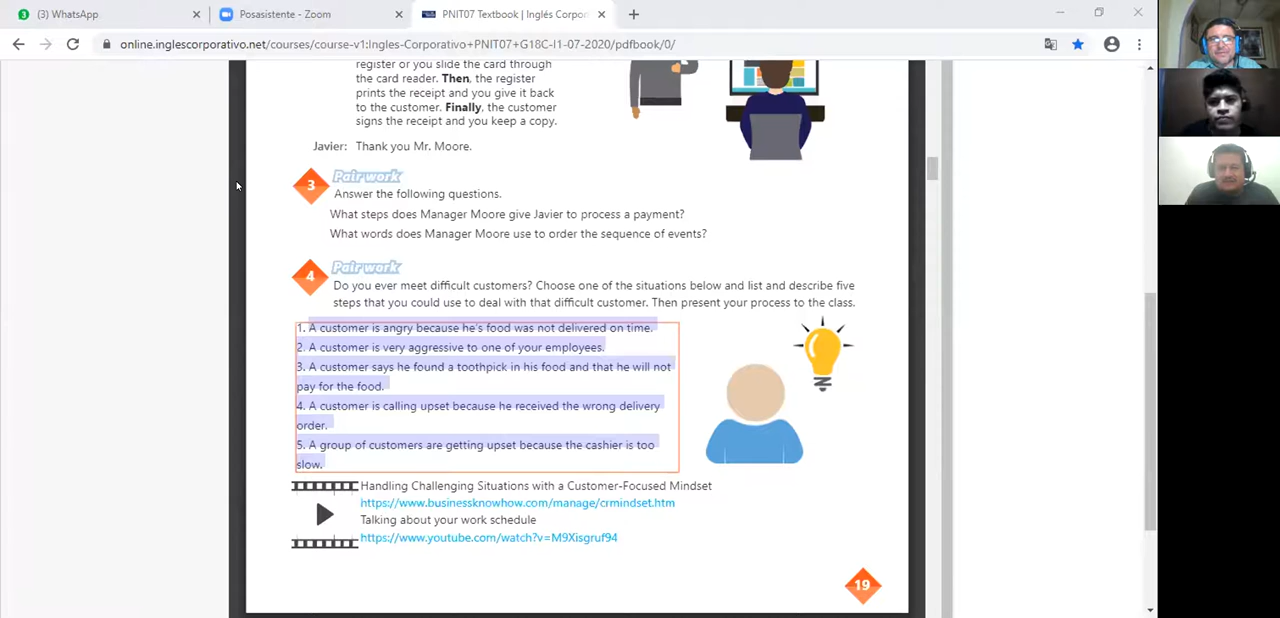 (3) WhatsApp
Posasistente - Zoom
PNIT07 Textbook | Inglés Corpor
online.inglescorporativo.net/courses/course-v1:Ingles-Corporativo+PNIT07+G18C-I1-07-2020/pdfbook/0/
register or you slide the card through
the card reader. Then, the register
prints the receipt and you give it back
to the customer. Finally, the customer
signs the receipt and you keep a copy.
Javier: Thank you Mr. Moore.
3
Pair work
Answer the following questions.
What steps does Manager Moore give Javier to process a payment?
What words does Manager Moore use to order the sequence of events?
4
Pair work
Do you ever meet difficult customers? Choose one of the situations below and list and describe five
steps that you could use to deal with that difficult customer. Then present your process to the class.
1. A customer is angry because he's food was not delivered on time.
2. A customer is very aggressive to one of your employees.
3. A customer says he found a toothpick in his food and that he will not
pay for the food.
4. A customer is calling upset because he received the wrong delivery
order.
5. A group of customers are getting upset because the cashier is too
slow.
Handling Challenging Situations with a Customer-Focused Mindset
https://www.businessknowhow.com/manage/crmindset.htm
Talking about your work schedule
https://www.youtube.com/watch?v=M9Xisgruf94
19